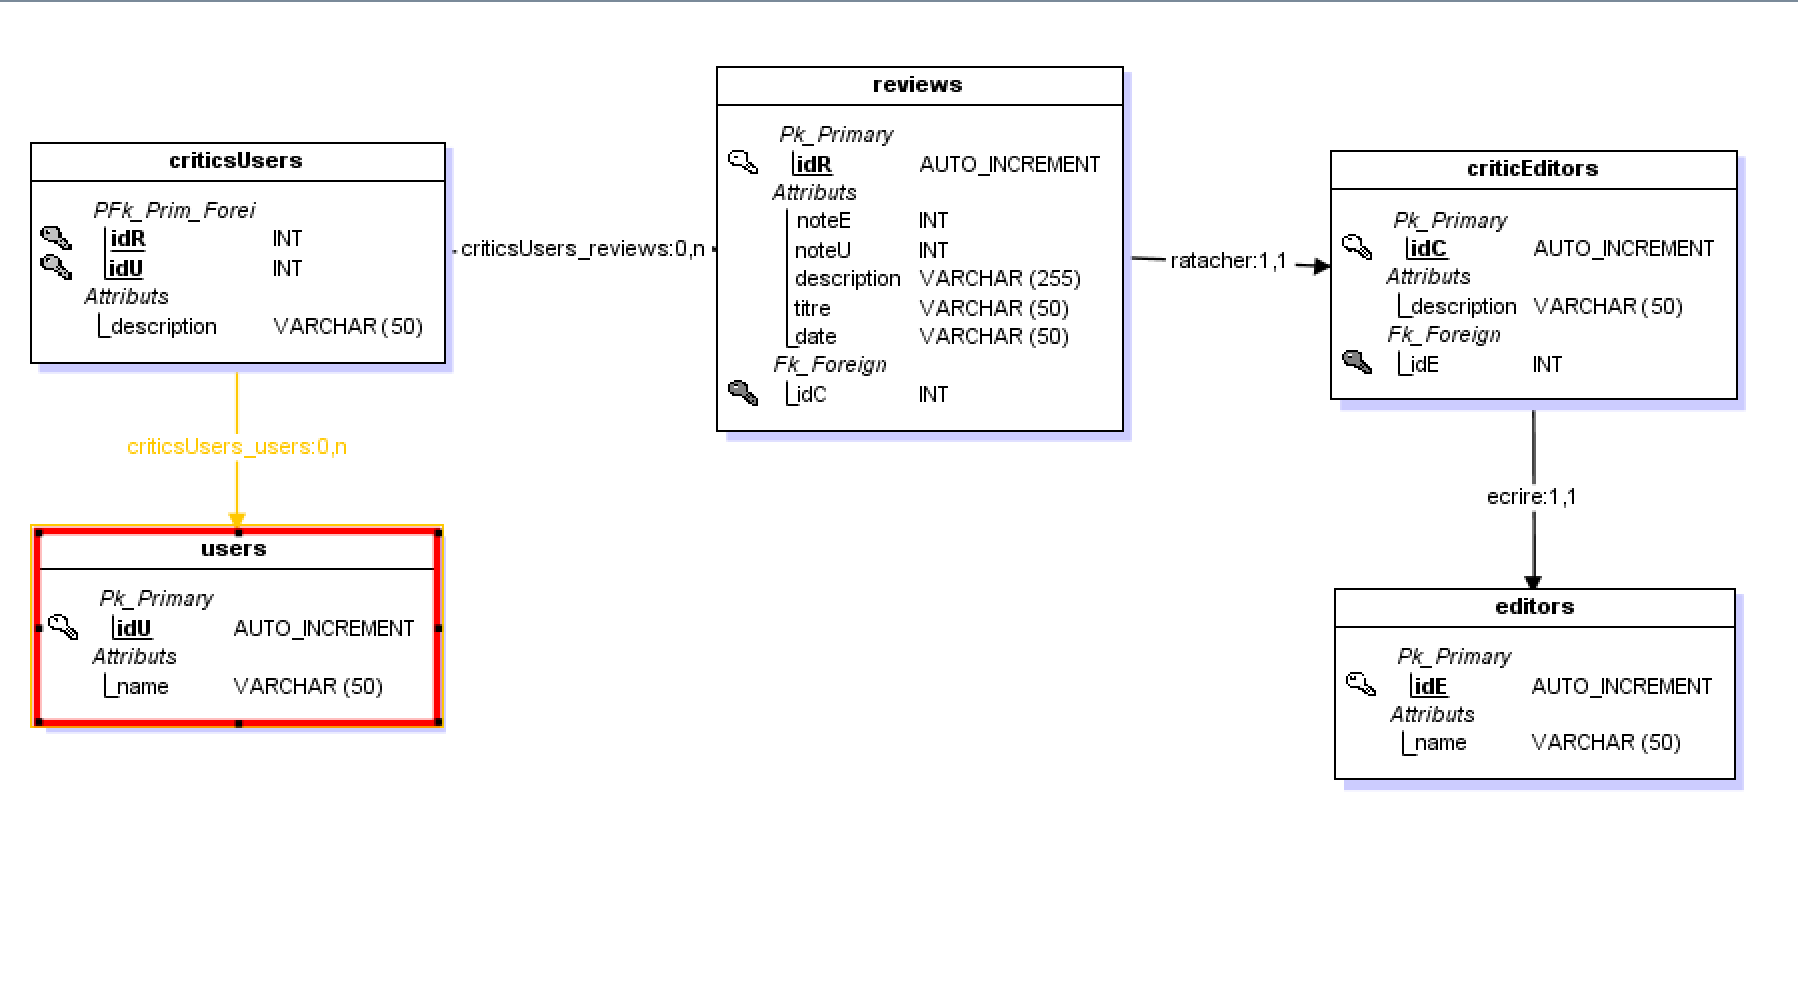 criticsUsers
PFk_Prim_Forei
idR INT
idU INT
Attributs
description VARCHAR (50)
criticsUsers_reviews:0,n
criticsUsers_users:0,n
users
Pk_Primary
idU AUTO_INCREMENT
Attributs
name VARCHAR (50)
reviews
Pk_Primary
idR AUTO_INCREMENT
Attributs
noteE INT
noteU INT
description VARCHAR (255)
titre VARCHAR (50)
date VARCHAR (50)
Fk_Foreign
idC INT
ratacher:1,1
criticEditors
Pk_Primary
idC AUTO_INCREMENT
Attributs
description VARCHAR (50)
Fk_Foreign
idE INT
ecrire:1,1
editors
Pk_Primary
idE AUTO_INCREMENT
Attributs
name VARCHAR (50)